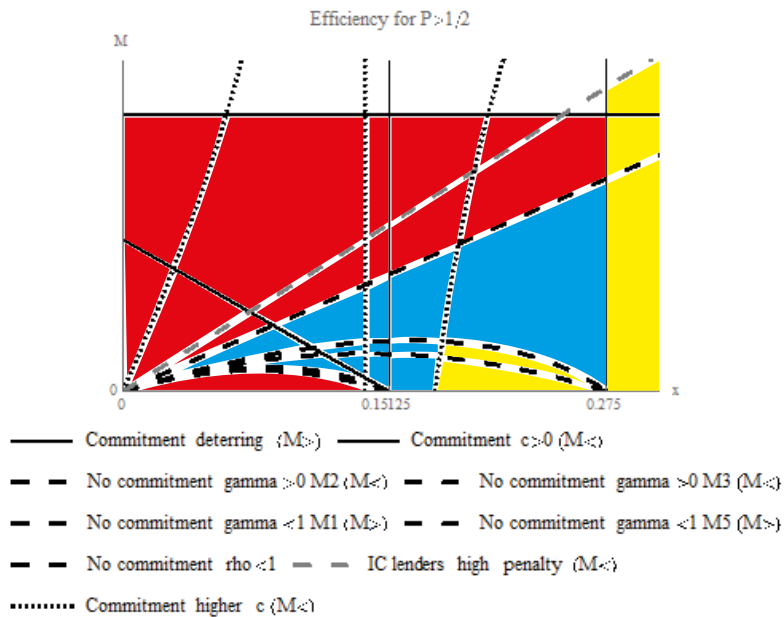 Efficiency for P>1/2
M
0
0 0.15125 0.275 x
Commitment deterring (M>) Commitment c>0 (M<)
No commitment gamma >0 M2 (M<) No commitment gamma >0 M3 (M<)
No commitment gamma <1 M1 (M>) No commitment gamma <1 M5 (M>)
No commitment rho <1 IC lenders high penalty (M<)
Commitment higher c (M<)